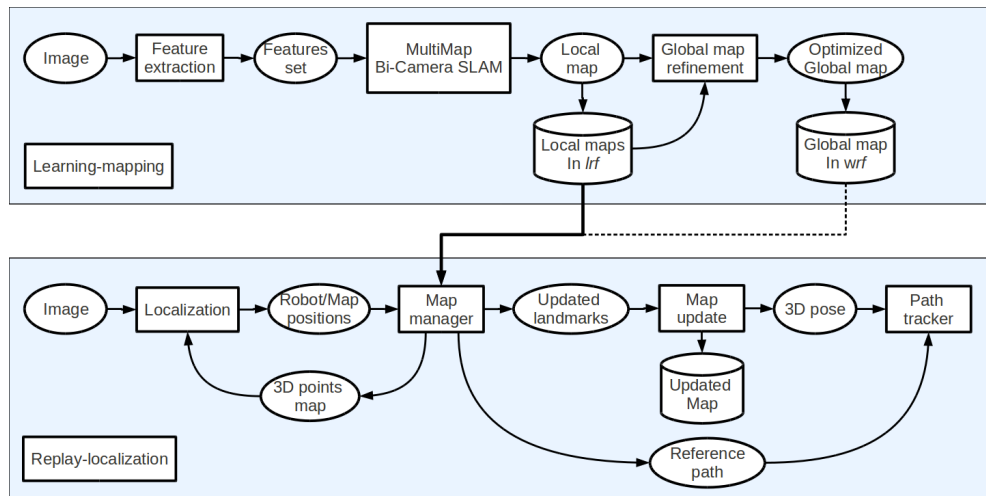 Image
Feature
extraction
Features
set
MultiMap
Bi-Camera SLAM
Local
map
Global map
refinement
Optimized
Global map
Local maps
In lrf
Global map
In wrf
Learning-mapping
Image
Localization
Robot/Map
positions
Map
manager
Updated
landmarks
Map
update
3D pose
Path
tracker
3D points
map
Updated
Map
Reference
path
Replay-localization